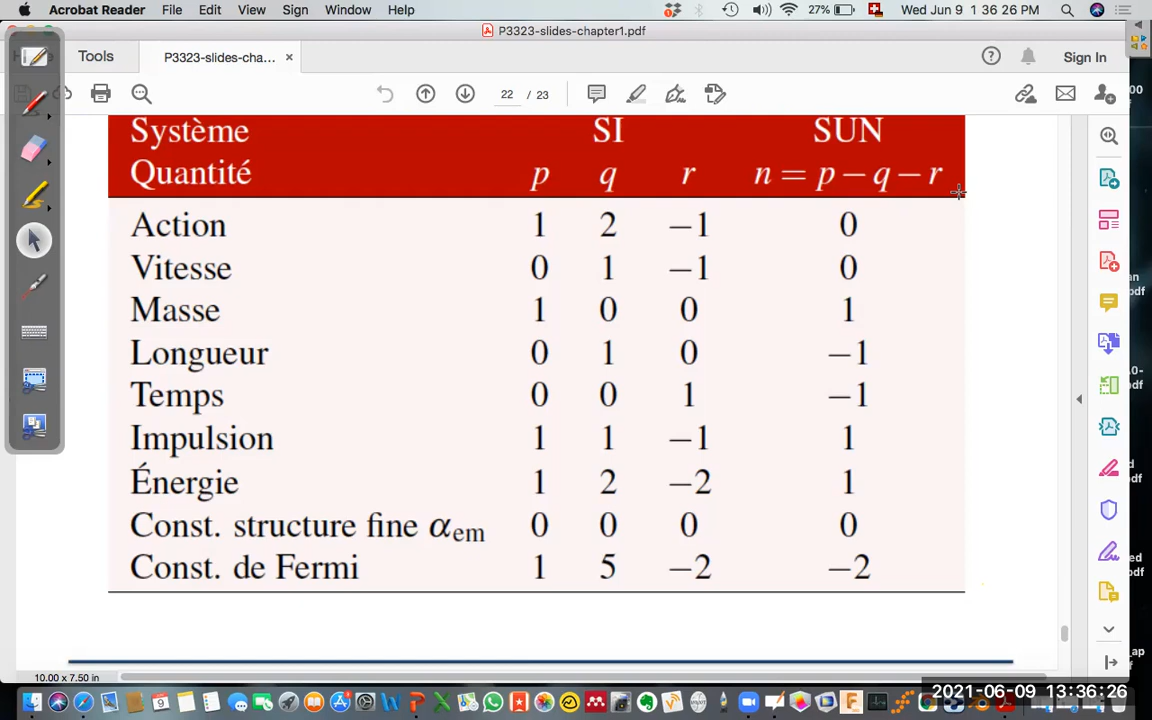 Acrobat Reader File Edit View Sign Window Help 27% Wed Jun 9 1 36 26 PM
P3323-slides-chapter1.pdf
Tools P3323-slides-cha... × Sign In
22 / 23
Système SI SUN
Quantité p q r n = p − q − r
Action 1 2 −1 0
Vitesse 0 1 −1 0
Masse 1 0 0 1
Longueur 0 1 0 −1
Temps 0 0 1 −1
Impulsion 1 1 −1 1
Énergie 1 2 −2 1
Const. structure fine αem 0 0 0 0
Const. de Fermi 1 5 −2 −2
10.00 x 7.50 in
2021-06-09 13:36:26